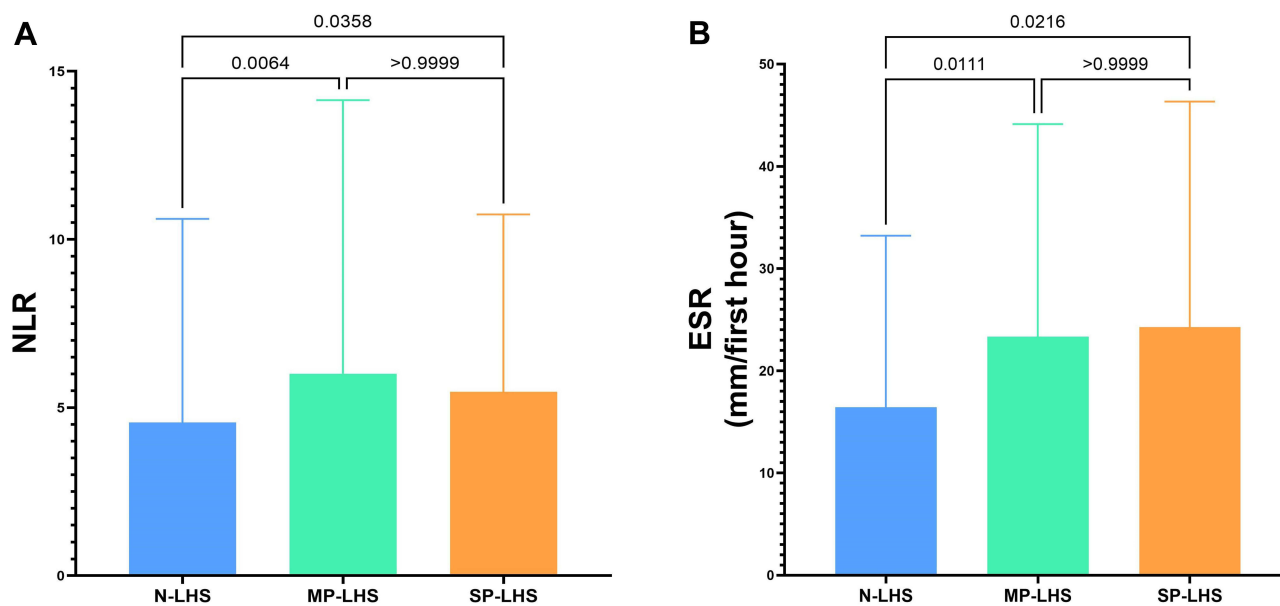 A
0.0358
0.0064
>0.9999
15
10
5
0
NLR
N-LHS
MP-LHS
SP-LHS
B
0.0216
0.0111
>0.9999
50
40
30
20
10
0
ESR
(mm/first hour)
N-LHS
MP-LHS
SP-LHS